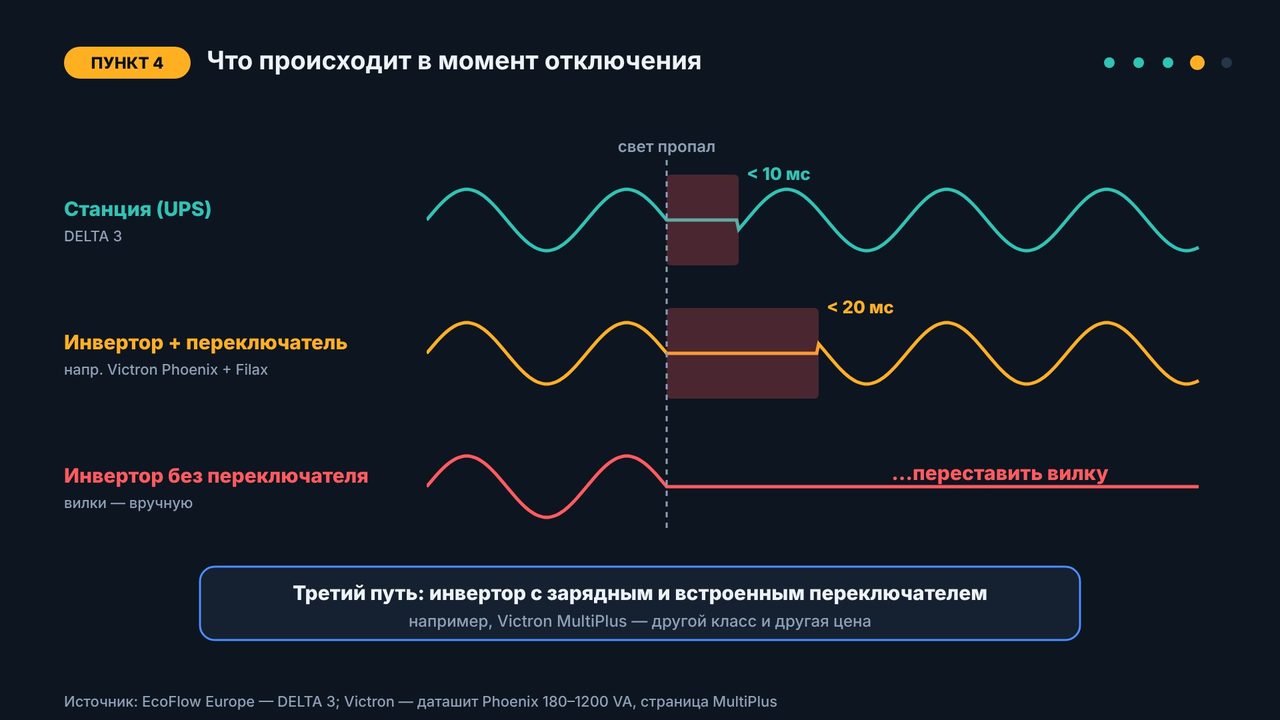 ПУНКТ 4
Что происходит в момент отключения
свет пропал
Станция (UPS)
DELTA 3
< 10 мс
Инвертор + переключатель
напр. Victron Phoenix + Filax
< 20 мс
Инвертор без переключателя
вилки — вручную
...переставить вилку
Третий путь: инвертор с зарядным и встроенным переключателем
например, Victron MultiPlus — другой класс и другая цена
Источник: EcoFlow Europe — DELTA 3; Victron — даташит Phoenix 180–1200 VA, страница MultiPlus